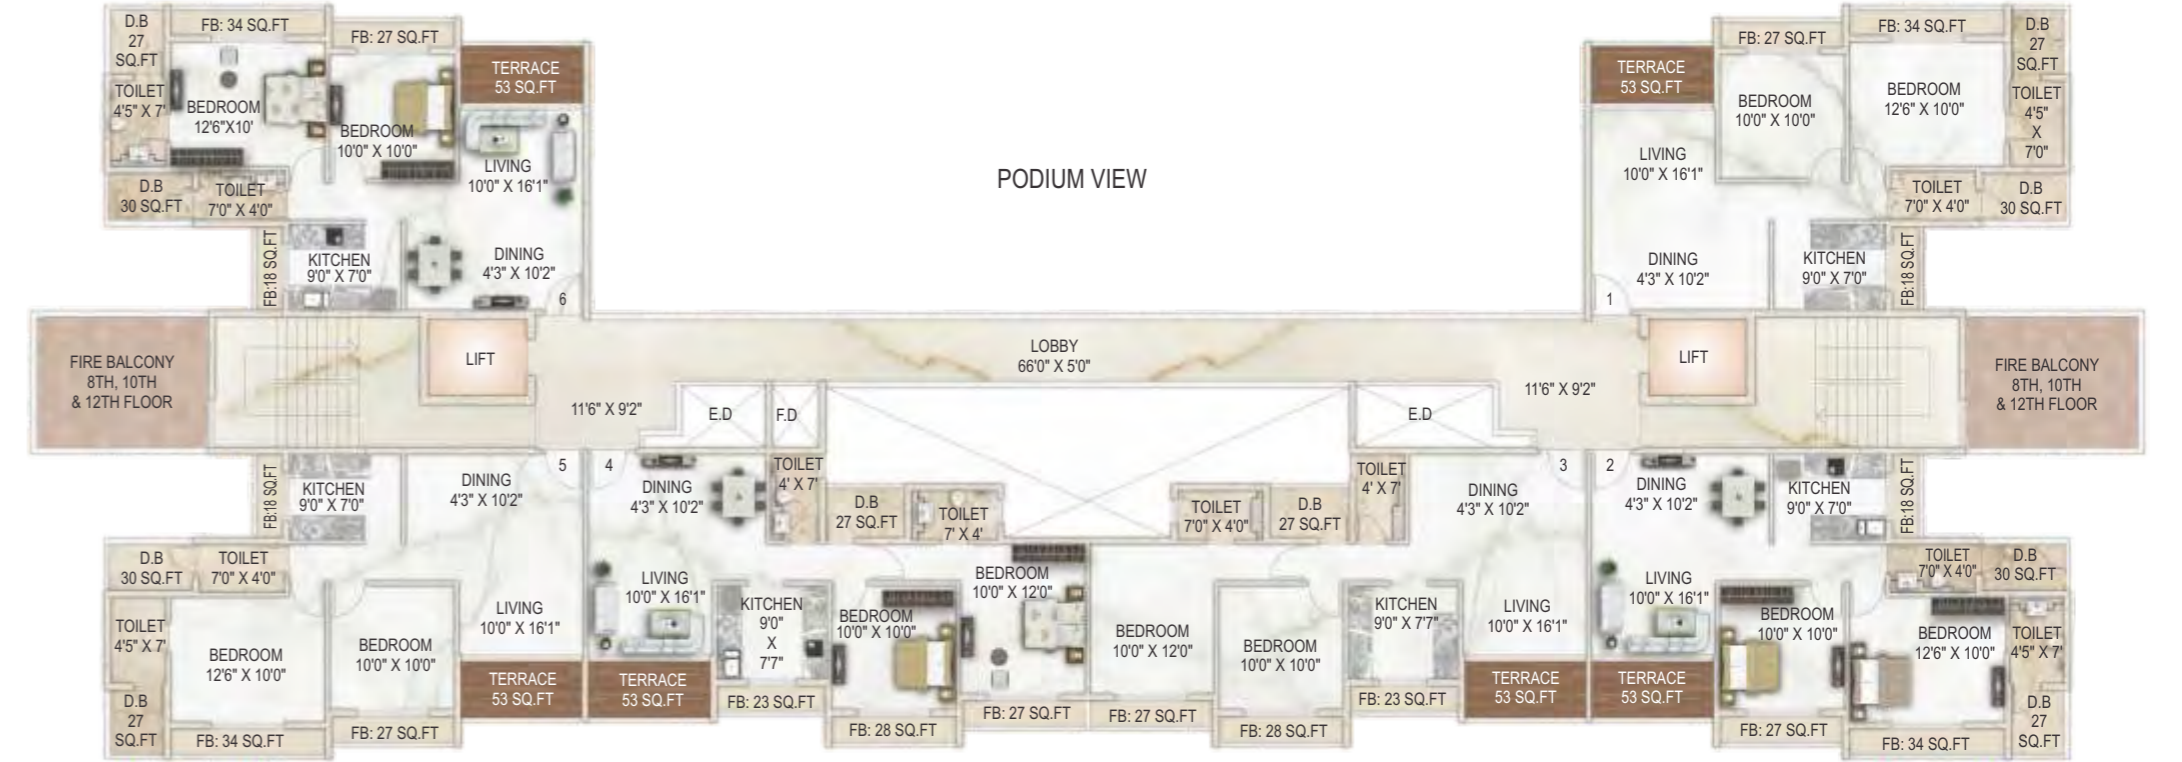 D.B
27
SQ.FT
FB: 34 SQ.FT
FB: 27 SQ.FT
TERRACE
53 SQ.FT
TOILET
4'5" X 7'
BEDROOM
12'6"X10'
BEDROOM
10'0" X 10'0"
LIVING
10'0" X 16'1"
D.B
30 SQ.FT
TOILET
7'0" X 4'0"
FB:18 SQ.FT
KITCHEN
9'0" X 7'0"
DINING
4'3" X 10'2"
6
PODIUM VIEW
TERRACE
53 SQ.FT
FB: 27 SQ.FT
FB: 34 SQ.FT
D.B
27
SQ.FT
BEDROOM
10'0" X 10'0"
BEDROOM
12'6" X 10'0"
TOILET
4'5"
X
7'0"
LIVING
10'0" X 16'1"
TOILET
7'0" X 4'0"
D.B
30 SQ.FT
DINING
4'3" X 10'2"
KITCHEN
9'0" X 7'0"
FB:18 SQ.FT
1
FIRE BALCONY
8TH, 10TH
& 12TH FLOOR
LIFT
LOBBY
66'0" X 5'0"
LIFT
FIRE BALCONY
8TH, 10TH
& 12TH FLOOR
11'6" X 9'2"
E.D
F.D
E.D
11'6" X 9'2"
FB:18 SQ.FT
KITCHEN
9'0" X 7'0"
DINING
4'3" X 10'2"
5
D.B
30 SQ.FT
TOILET
7'0" X 4'0"
TOILET
4'5" X 7'
D.B
27
SQ.FT
BEDROOM
12'6" X 10'0"
BEDROOM
10'0" X 10'0"
LIVING
10'0" X 16'1"
TERRACE
53 SQ.FT
FB: 34 SQ.FT
FB: 27 SQ.FT
4
DINING
4'3" X 10'2"
TOILET
4' X 7'
D.B
27 SQ.FT
TOILET
7' X 4'
LIVING
10'0" X 16'1"
KITCHEN
9'0"
X
7'7"
BEDROOM
10'0" X 10'0"
BEDROOM
10'0" X 12'0"
TERRACE
53 SQ.FT
FB: 23 SQ.FT
FB: 28 SQ.FT
FB: 27 SQ.FT
TOILET
7'0" X 4'0"
D.B
27 SQ.FT
TOILET
4' X 7'
DINING
4'3" X 10'2"
3
BEDROOM
10'0" X 12'0"
BEDROOM
10'0" X 10'0"
KITCHEN
9'0" X 7'7"
LIVING
10'0" X 16'1"
FB: 27 SQ.FT
FB: 28 SQ.FT
FB: 23 SQ.FT
TERRACE
53 SQ.FT
2
DINING
4'3" X 10'2"
KITCHEN
9'0" X 7'0"
FB:18 SQ.FT
TOILET
7'0" X 4'0"
D.B
30 SQ.FT
LIVING
10'0" X 16'1"
BEDROOM
10'0" X 10'0"
BEDROOM
12'6" X 10'0"
TOILET
4'5" X 7'
TERRACE
53 SQ.FT
FB: 27 SQ.FT
FB: 34 SQ.FT
D.B
27
SQ.FT